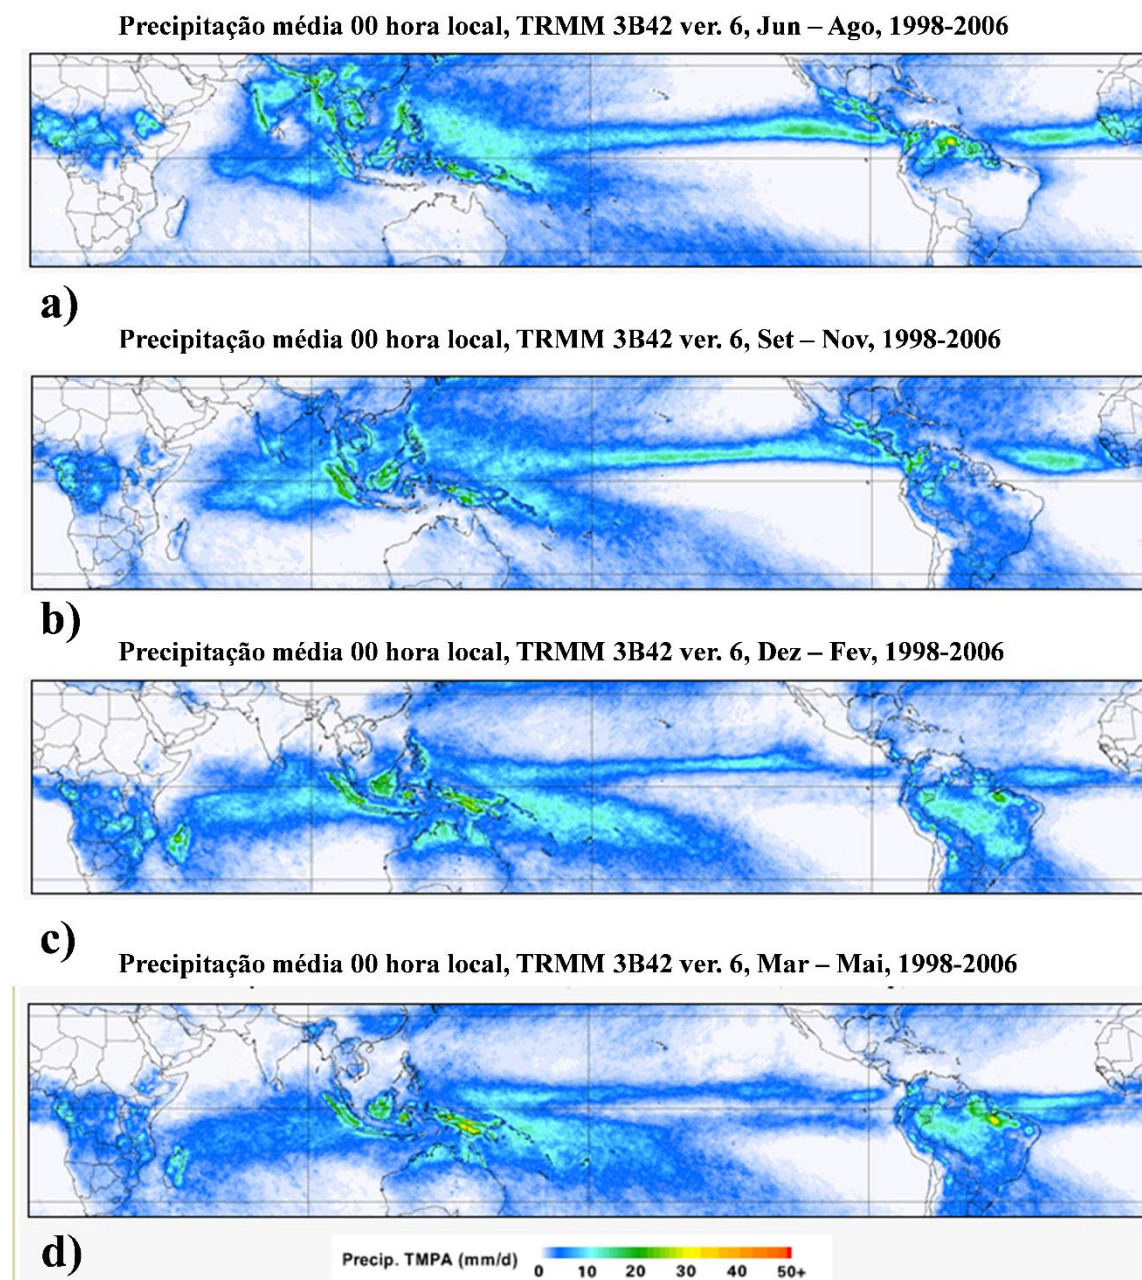 Precipitação média 00 hora local, TRMM 3B42 ver. 6, Jun – Ago, 1998-2006
a)
Precipitação média 00 hora local, TRMM 3B42 ver. 6, Set – Nov, 1998-2006
b)
Precipitação média 00 hora local, TRMM 3B42 ver. 6, Dez – Fev, 1998-2006
c)
Precipitação média 00 hora local, TRMM 3B42 ver. 6, Mar – Mai, 1998-2006
d)
Precip. TMPA (mm/d)
0 10 20 30 40 50+